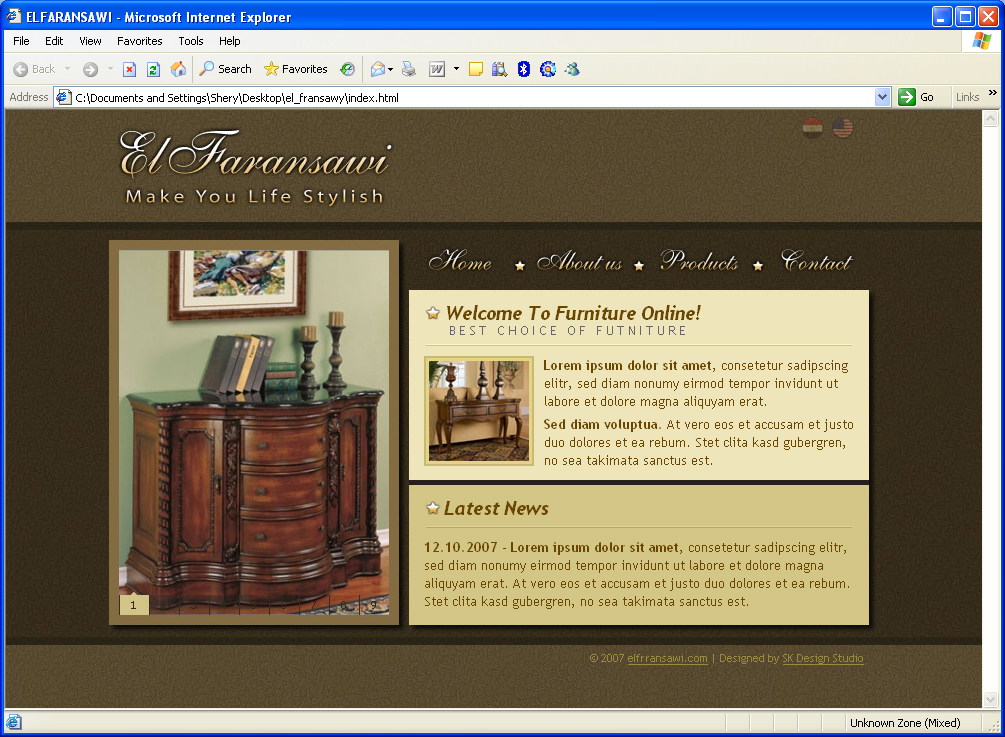 ELFARANSAWI - Microsoft Internet Explorer
File Edit View Favorites Tools Help
Back Search Favorites
Address C:\Documents and Settings\Shery\Desktop\el_fransawy\index.html Go Links »
El Faransawi
Make You Life Stylish
Home About us Products Contact
Welcome To Furniture Online!
BEST CHOICE OF FUTNITURE
Lorem ipsum dolor sit amet, consetetur sadipscing
elitr, sed diam nonumy eirmod tempor invidunt ut
labore et dolore magna aliquyam erat.
Sed diam voluptua. At vero eos et accusam et justo
duo dolores et ea rebum. Stet clita kasd gubergren,
no sea takimata sanctus est.
Latest News
12.10.2007 - Lorem ipsum dolor sit amet, consetetur sadipscing elitr,
sed diam nonumy eirmod tempor invidunt ut labore et dolore magna
aliquyam erat. At vero eos et accusam et justo duo dolores et ea rebum.
Stet clita kasd gubergren, no sea takimata sanctus est.
1 7 8 9
© 2007 elfrransawi.com | Designed by SK Design Studio
Unknown Zone (Mixed)